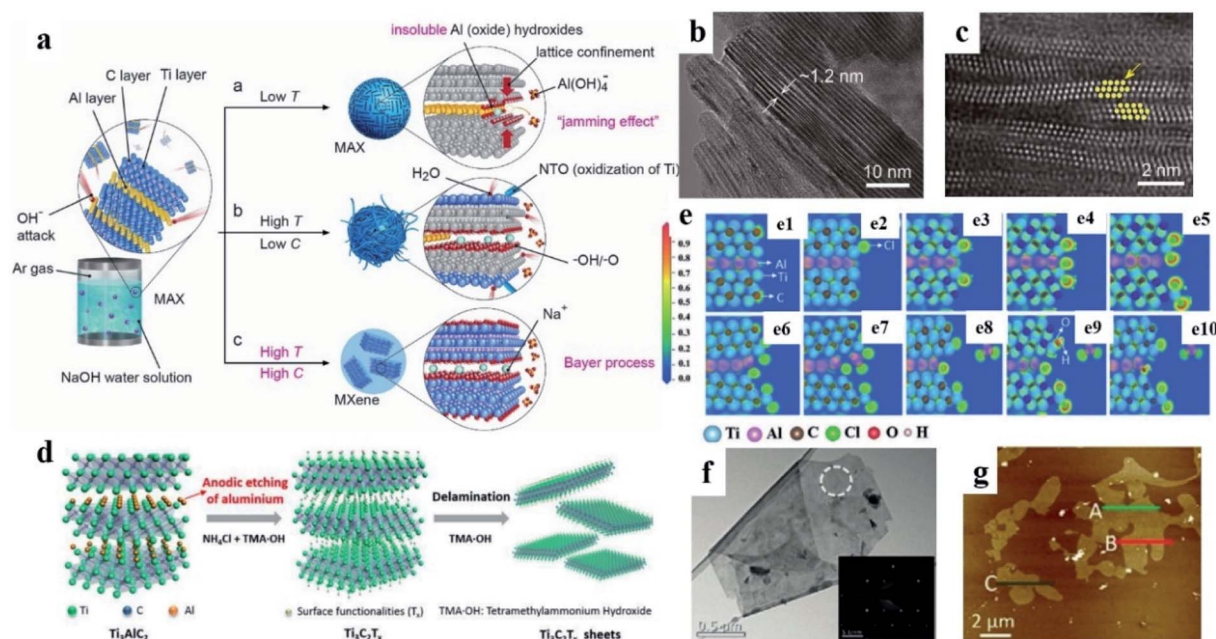 a
insoluble Al (oxide) hydroxides
lattice confinement
C layer
Ti layer
Al layer
Al(OH)4-
a
Low T
MAX
"jamming effect"
OH-
attack
Ar gas
MAX
NaOH water solution
H2O
NTO (oxidization of Ti)
b
High T
Low C
-OH/-O
c
High T
High C
MXene
Na+
Bayer process
b
~1.2 nm
10 nm
c
2 nm
e
0.9
0.8
0.7
0.6
0.5
0.4
0.3
0.2
0.1
0.0
e1
e2
e3
e4
e5
Cl
Al
Ti
C
e6
e7
e8
e9
e10
O
H
Ti Al C Cl O H
d
Anodic etching
of aluminium
NH4Cl + TMA·OH
Delamination
TMA·OH
Ti C Al
Surface functionalities (Tx)
TMA-OH: Tetramethylammonium Hydroxide
Ti3AlC2
Ti3C2Tx
Ti3C2Tx sheets
f
0.5 µm
g
A
B
C
2 µm